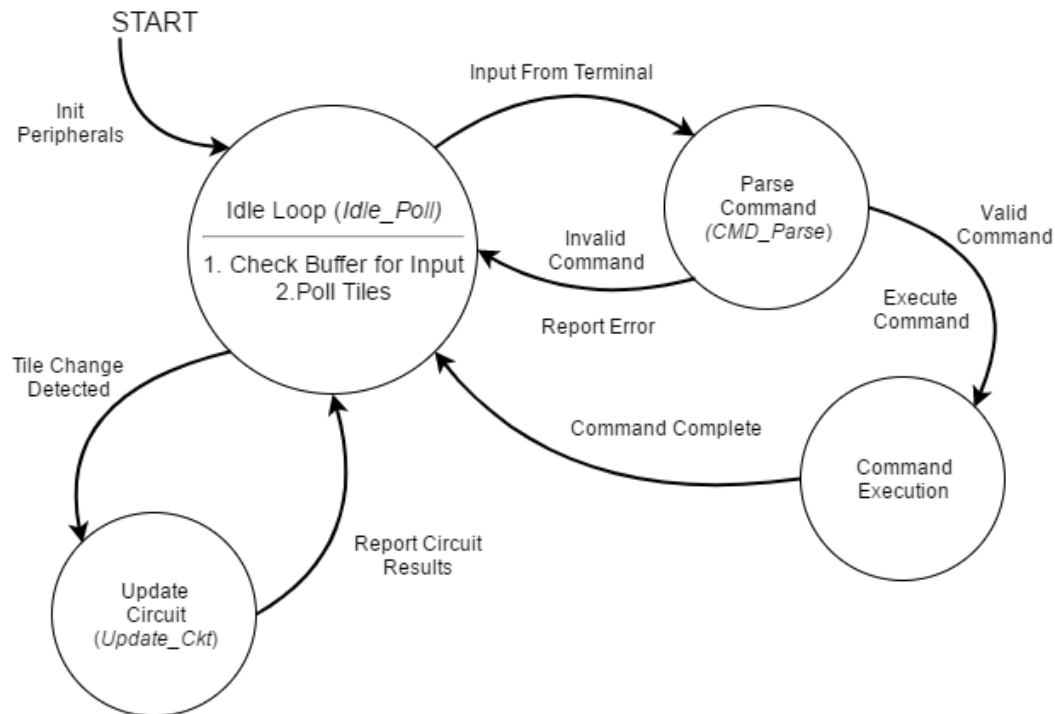 START
Init
Peripherals
Input From Terminal
Idle Loop (Idle_Poll)
1. Check Buffer for Input
2.Poll Tiles
Parse
Command
(CMD_Parse)
Valid
Command
Invalid
Command
Report Error
Execute
Command
Tile Change
Detected
Command Complete
Command
Execution
Report Circuit
Results
Update
Circuit
(Update_Ckt)